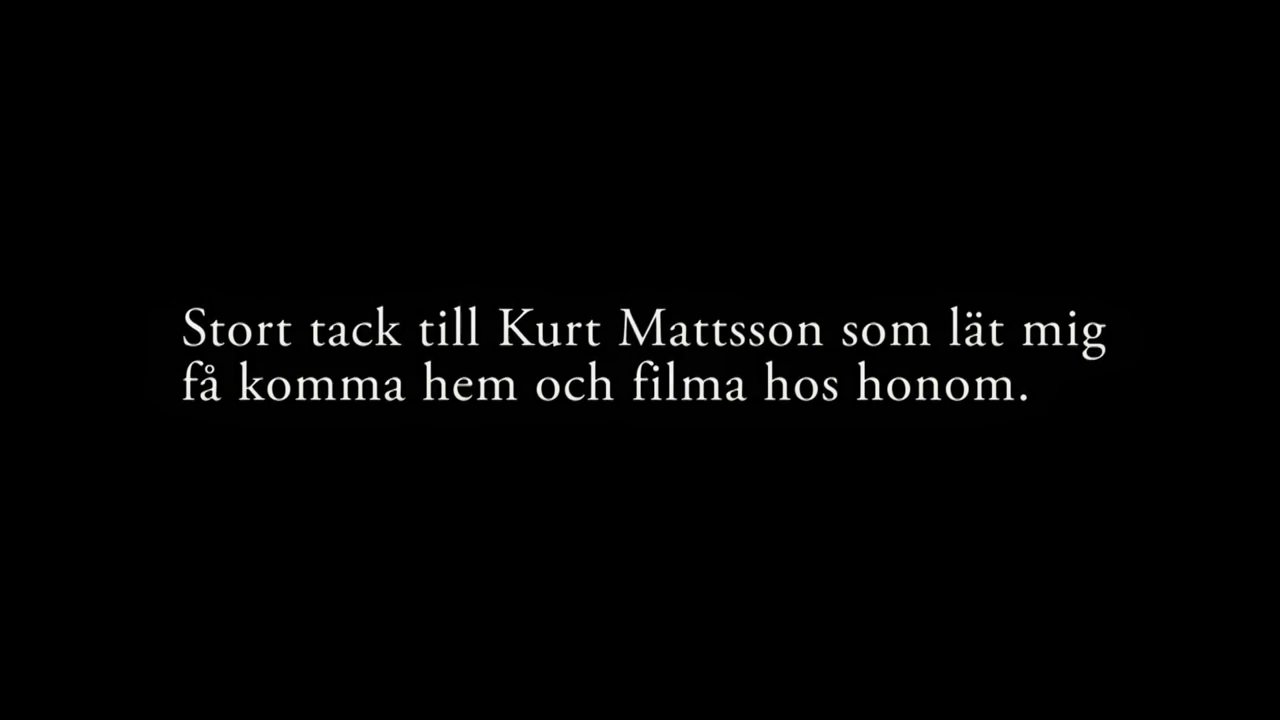 Stort tack till Kurt Mattsson som lät mig
få komma hem och filma hos honom.